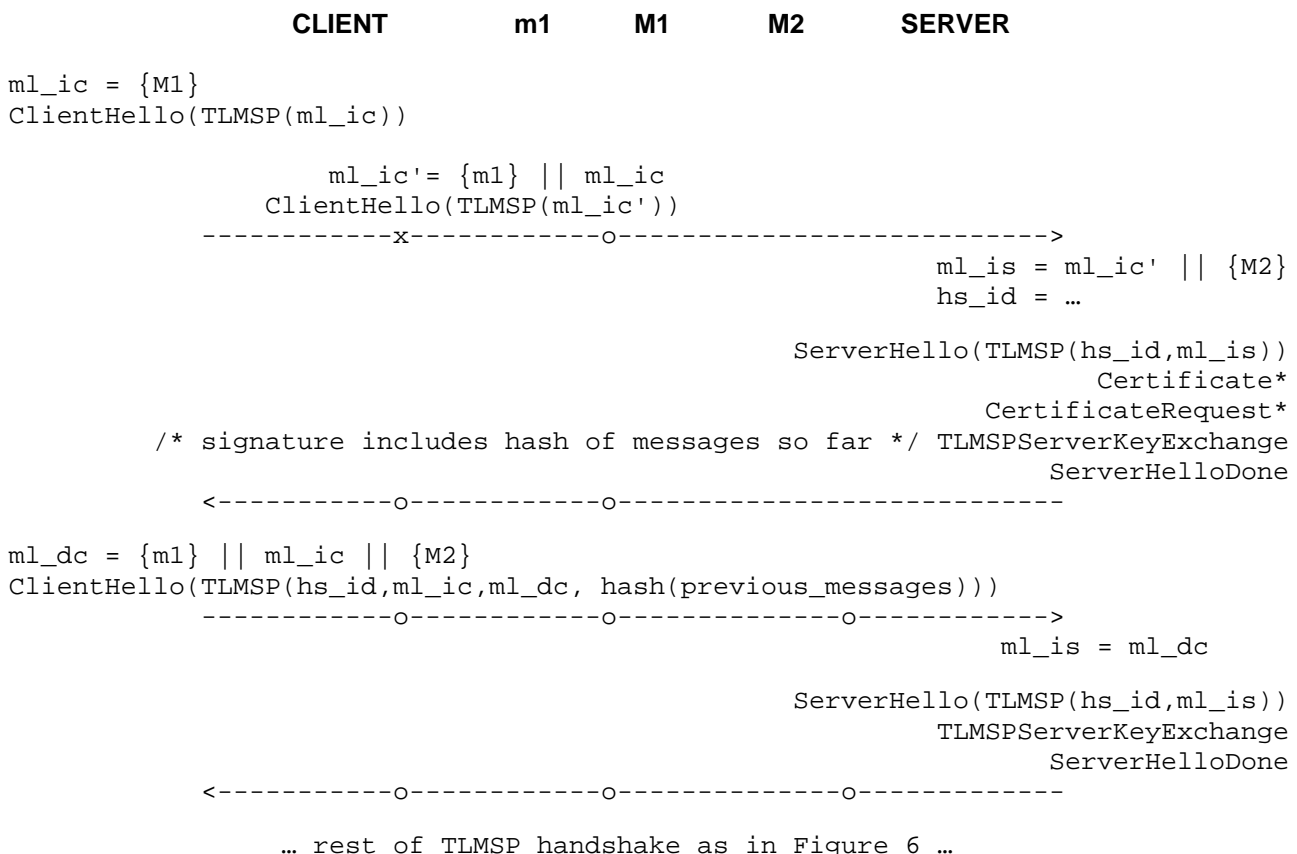 CLIENT m1 M1 M2 SERVER
ml_ic = {M1}
ClientHello(TLMSP(ml_ic))
ml_ic'= {m1} || ml_ic
ClientHello(TLMSP(ml_ic'))
------------x------------o--------------------------->
ml_is = ml_ic' || {M2}
hs_id = …
ServerHello(TLMSP(hs_id,ml_is))
Certificate*
CertificateRequest*
/* signature includes hash of messages so far */ TLMSPServerKeyExchange
ServerHelloDone
<-----------o------------o----------------------------
ml_dc = {m1} || ml_ic || {M2}
ClientHello(TLMSP(hs_id,ml_ic,ml_dc, hash(previous_messages)))
------------o------------o--------------o------------>
ml_is = ml_dc
ServerHello(TLMSP(hs_id,ml_is))
TLMSPServerKeyExchange
ServerHelloDone
<-----------o------------o--------------o-------------
… rest of TLMSP handshake as in Figure 6 …